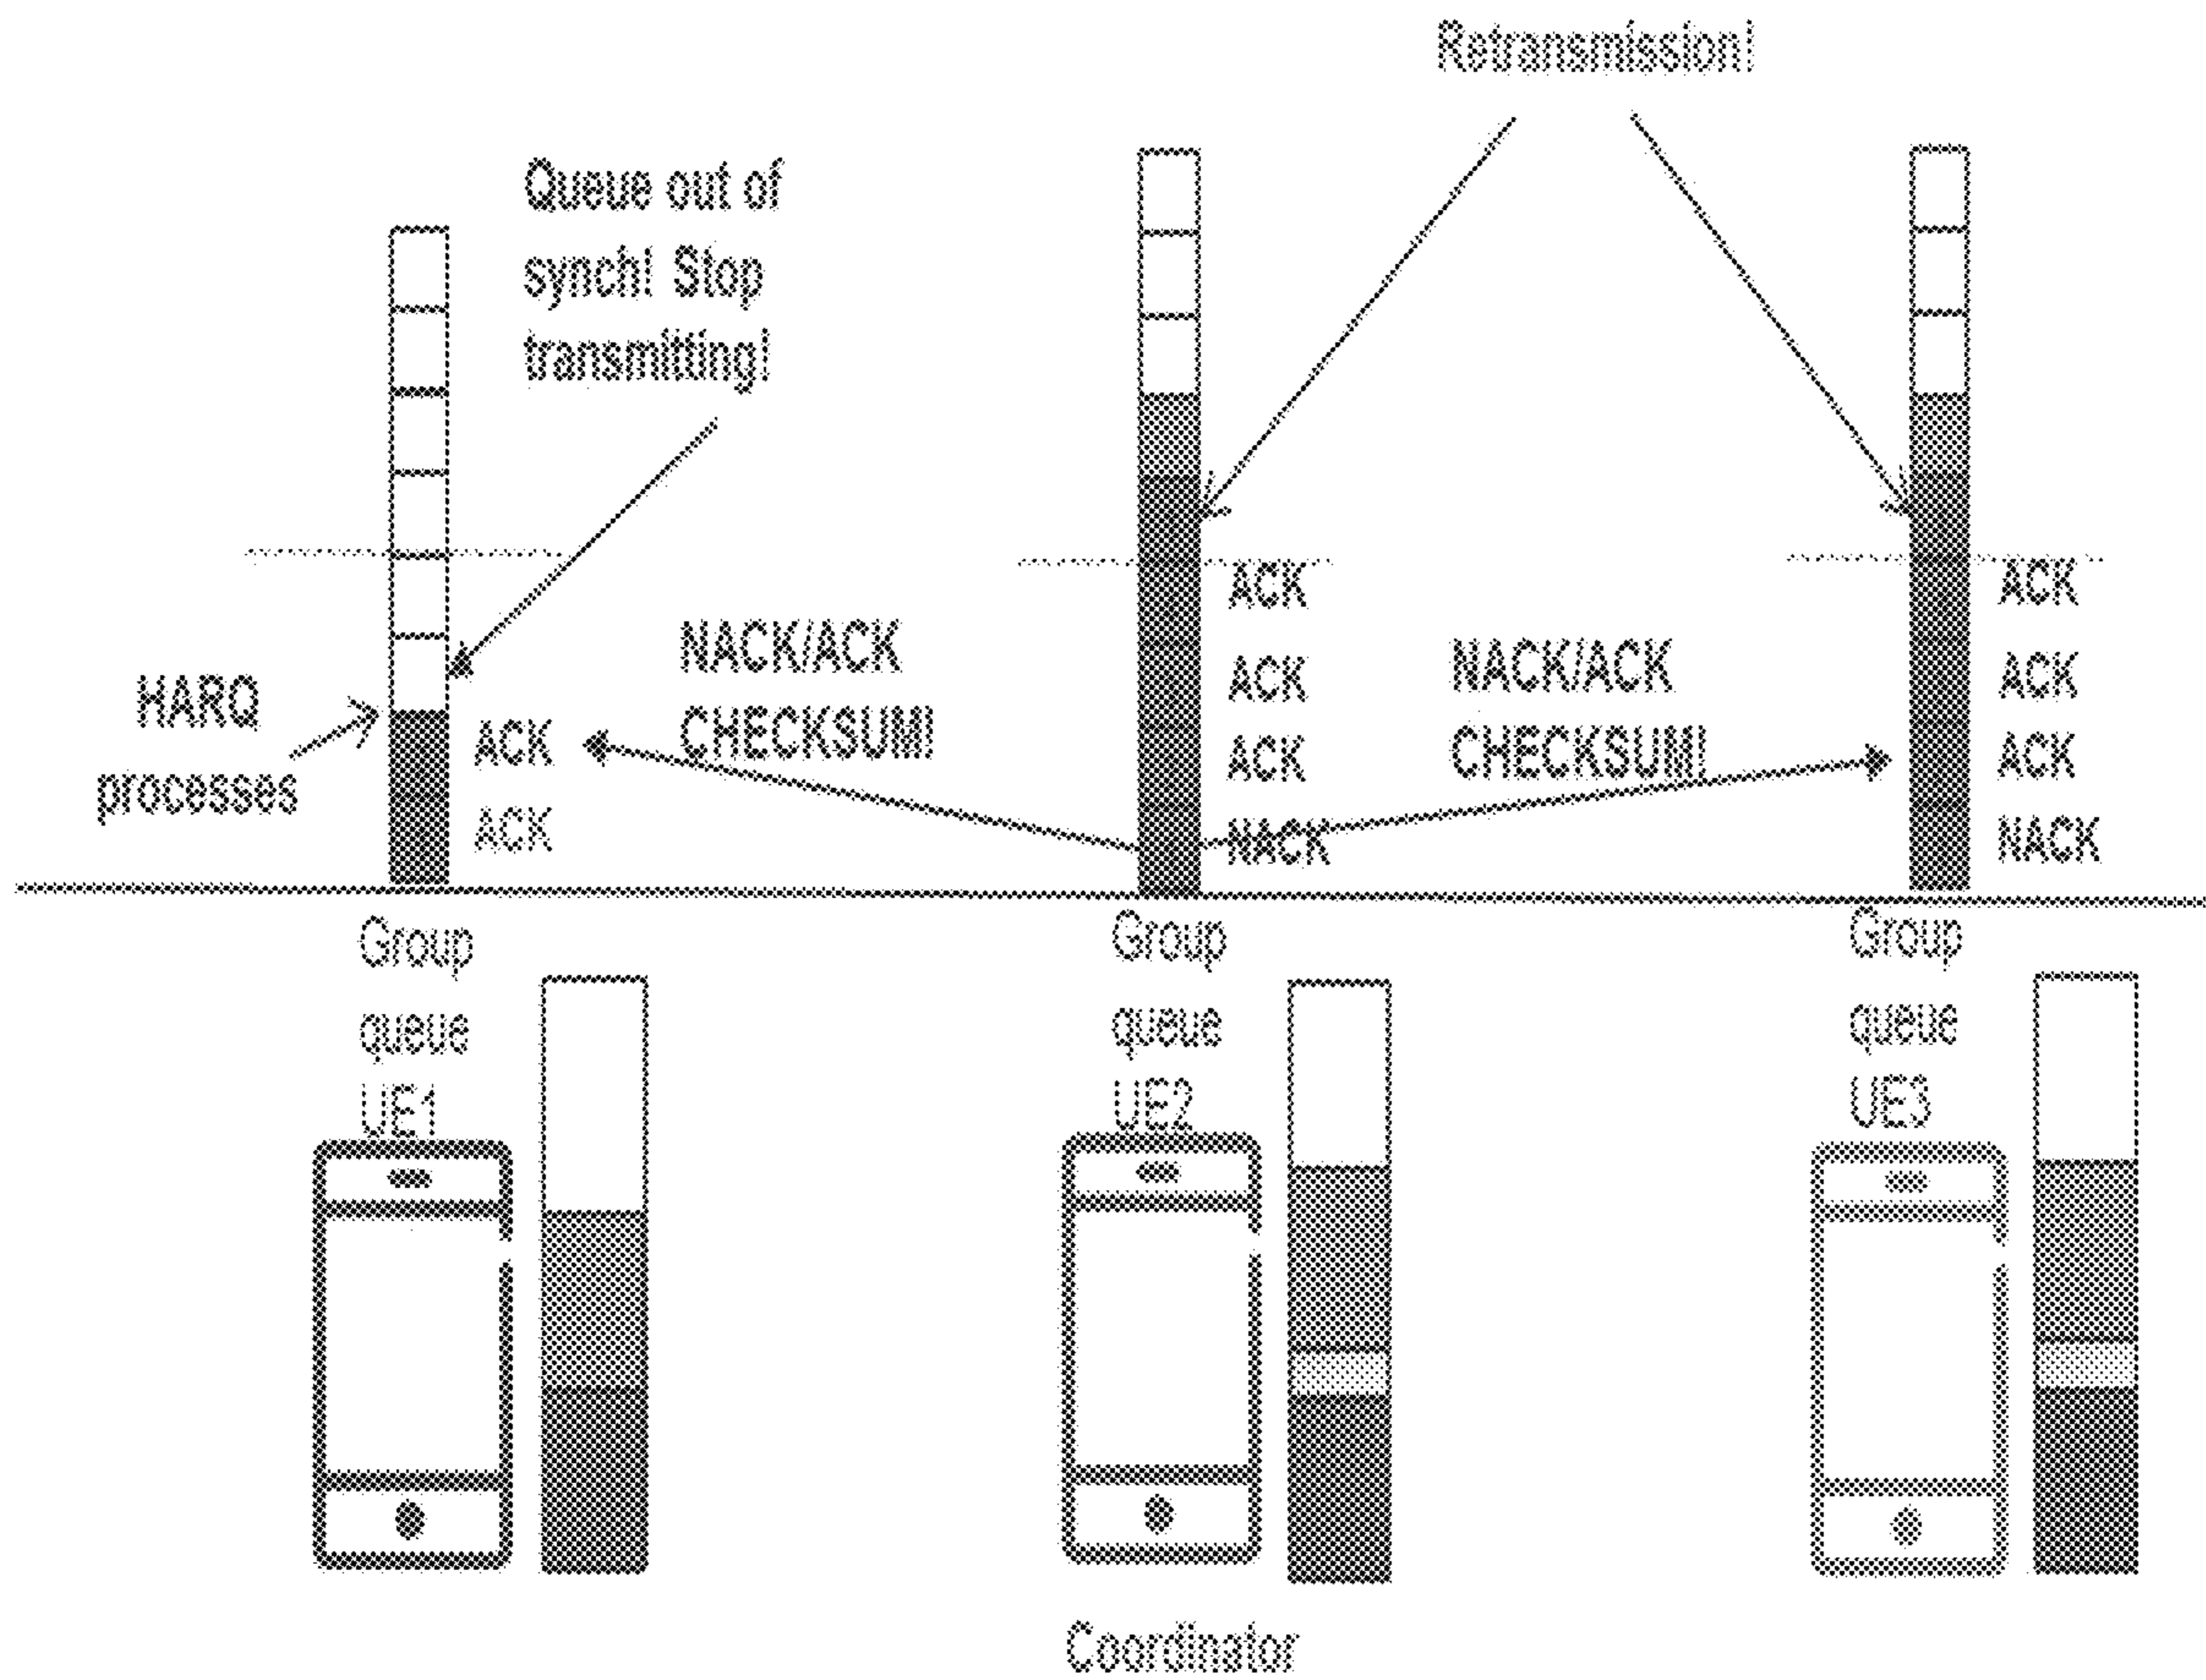 Retransmission!
Queue out of
synch! Stop
transmitting!
HARQ
processes
ACK
ACK
NACK/ACK
CHECKSUM!
ACK
ACK
ACK
NACK
NACK/ACK
CHECKSUM!
ACK
ACK
ACK
NACK
Group
queue
UE1
Group
queue
UE2
Group
queue
UE3
Coordinator